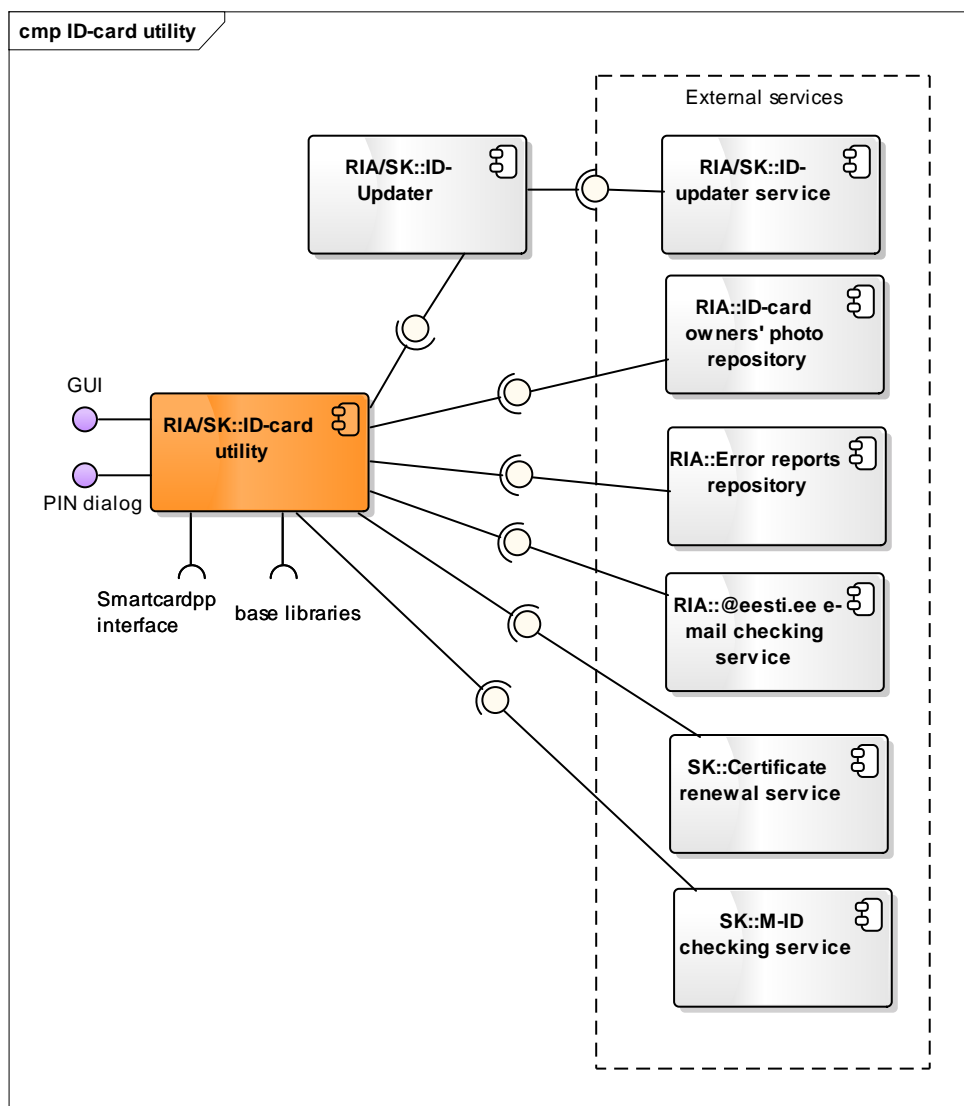 cmp ID-card utility
External services
RIA/SK::ID-
Updater
RIA/SK::ID-
updater service
RIA::ID-card
owners' photo
repository
GUI
RIA/SK::ID-card
utility
PIN dialog
RIA::Error reports
repository
Smartcardpp
interface
base libraries
RIA::@eesti.ee e-
mail checking
service
SK::Certificate
renewal service
SK::M-ID
checking service